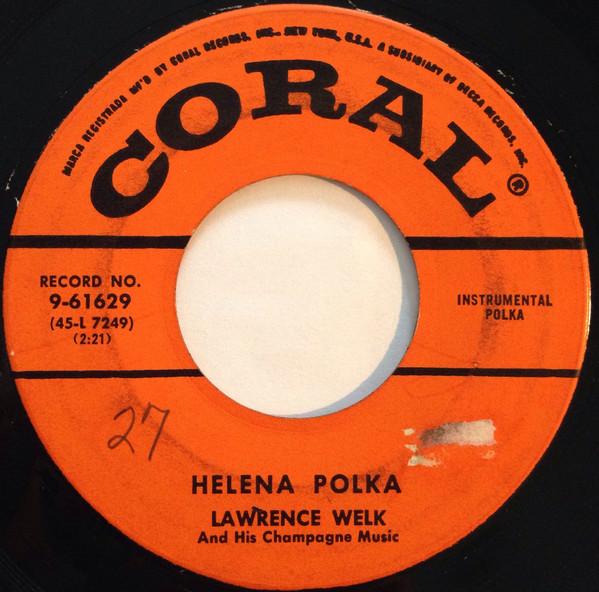 MARCA REGISTRADA MF'D BY CORAL RECORDS, INC., NEW YORK, U.S.A. A SUBSIDIARY OF DECCA RECORDS, INC.
CORAL®
RECORD NO.
9-61629
(45-L 7249)
(2:21)
INSTRUMENTAL
POLKA
27
HELENA POLKA
LAWRENCE WELK
And His Champagne Music